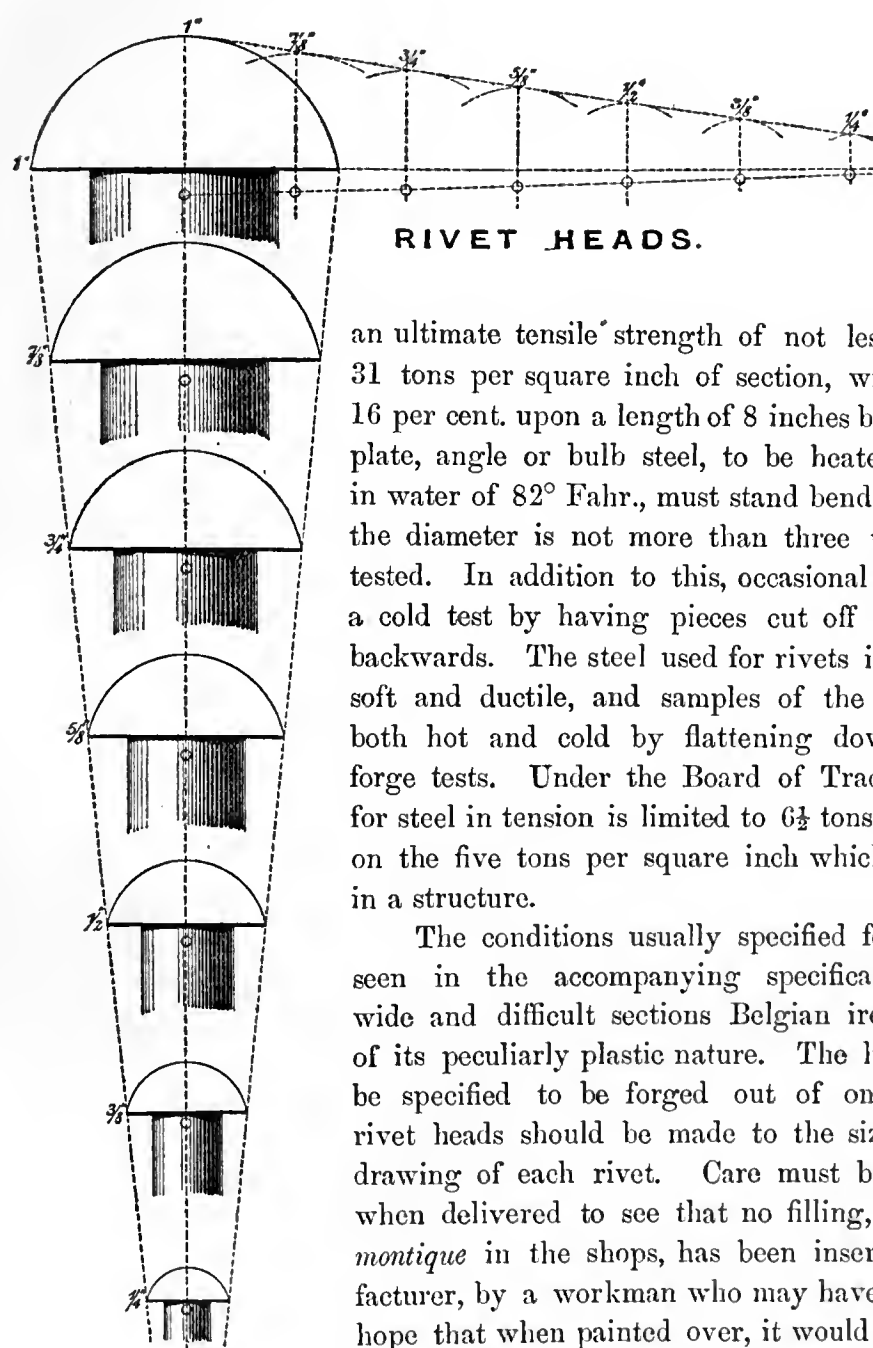 1"
7/8"
3/4"
5/8"
1/2"
3/8"
1/4"
1"
RIVET HEADS.
7/8"
3/4"
5/8"
1/2"
3/8"
1/4"
an ultimate tensile strength of not les
31 tons per square inch of section, w
16 per cent. upon a length of 8 inches b
plate, angle or bulb steel, to be heate
in water of 82° Fahr., must stand bend
the diameter is not more than three
tested. In addition to this, occasional
a cold test by having pieces cut off
backwards. The steel used for rivets i
soft and ductile, and samples of the
both hot and cold by flattening dov
forge tests. Under the Board of Trac
for steel in tension is limited to 6½ tons
on the five tons per square inch whicl
in a structure.
The conditions usually specified f
seen in the accompanying specifica
wide and difficult sections Belgian ir
of its peculiarly plastic nature. The
be specified to be forged out of on
rivet heads should be made to the siz
drawing of each rivet. Care must b
when delivered to see that no filling,
montique in the shops, has been inser
facturer, by a workman who may have
hope that when painted over, it would